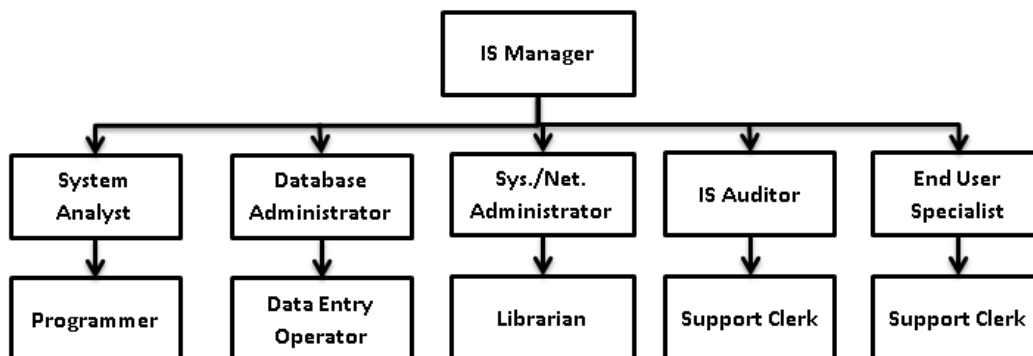 IS Manager
System
Analyst
Database
Administrator
Sys./Net.
Administrator
IS Auditor
End User
Specialist
Programmer
Data Entry
Operator
Librarian
Support Clerk
Support Clerk